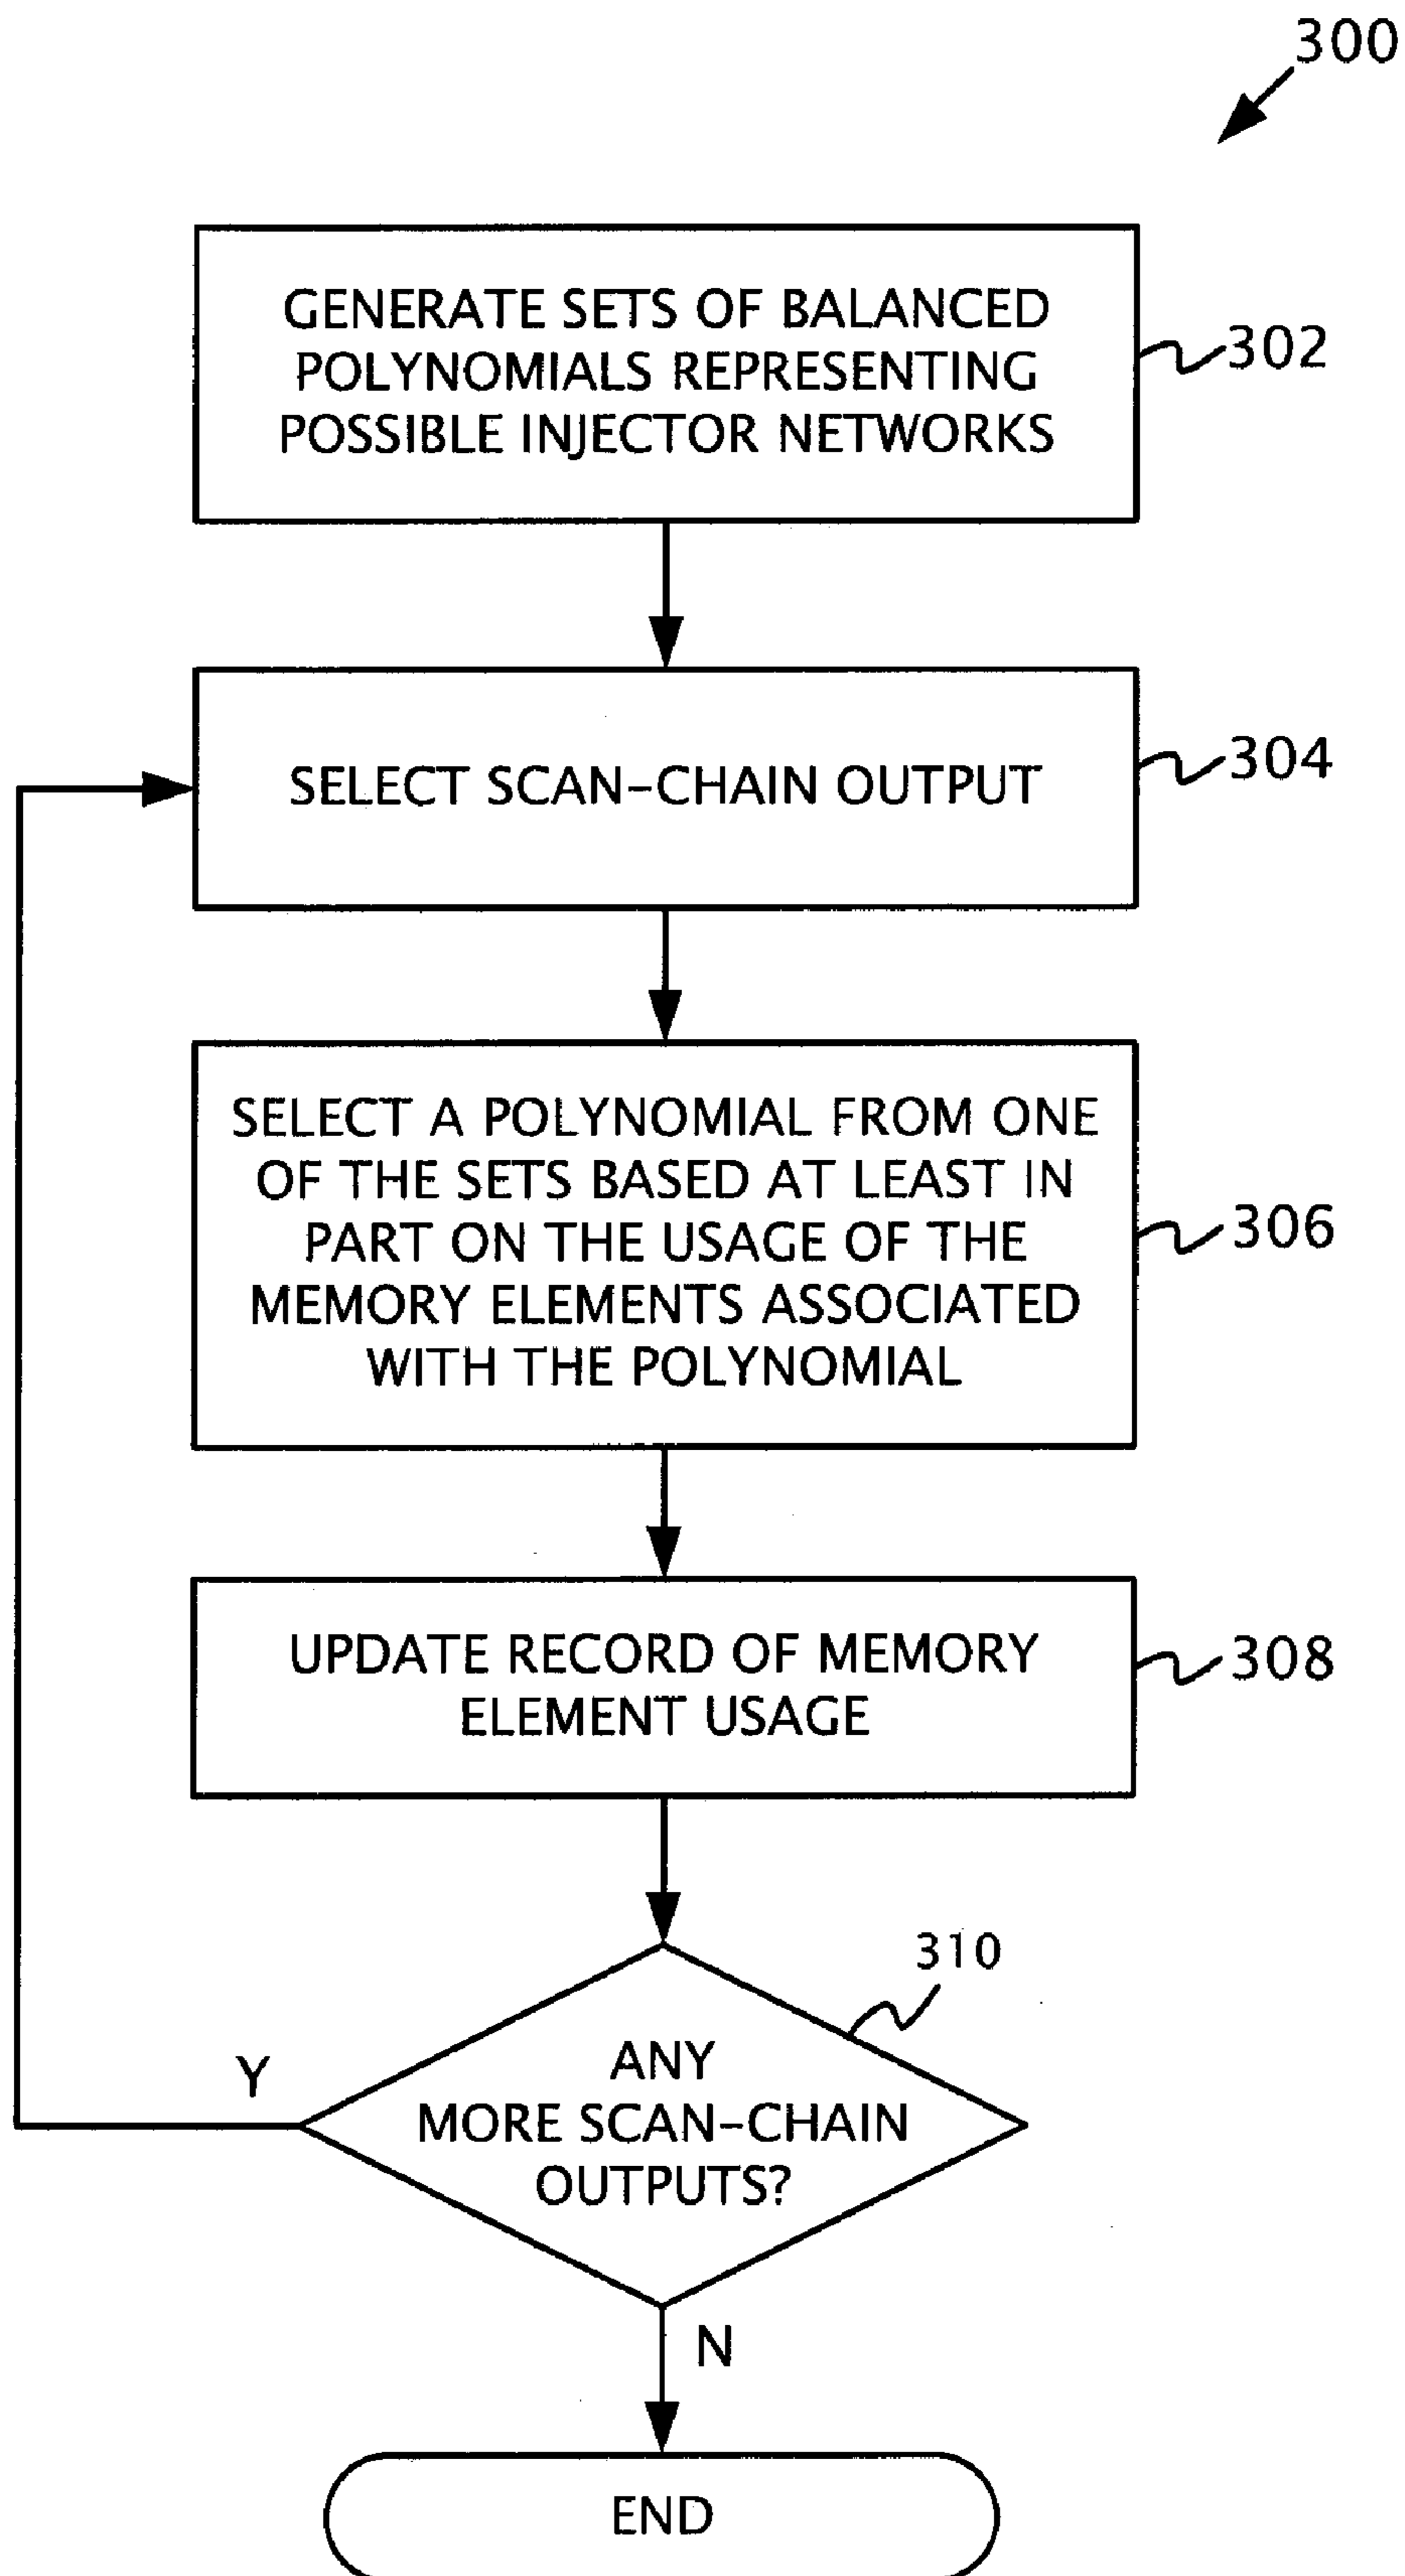 300
GENERATE SETS OF BALANCED
POLYNOMIALS REPRESENTING
POSSIBLE INJECTOR NETWORKS
302
SELECT SCAN-CHAIN OUTPUT
304
SELECT A POLYNOMIAL FROM ONE
OF THE SETS BASED AT LEAST IN
PART ON THE USAGE OF THE
MEMORY ELEMENTS ASSOCIATED
WITH THE POLYNOMIAL
306
UPDATE RECORD OF MEMORY
ELEMENT USAGE
308
310
ANY
MORE SCAN-CHAIN
OUTPUTS?
Y
N
END